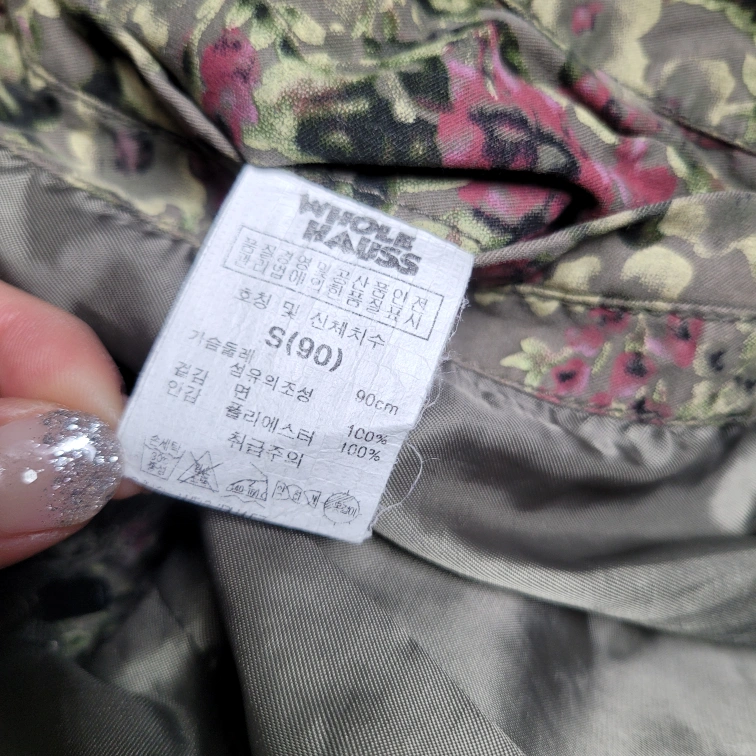 WHOLE
HAUSS
품질경영 및 공산품안전
관리법에 의한 품질표시
호칭 및 신체치수
S(90)
가슴둘레 90cm
섬유의조성
겉감 면 100%
안감 폴리에스터 100%
취급주의